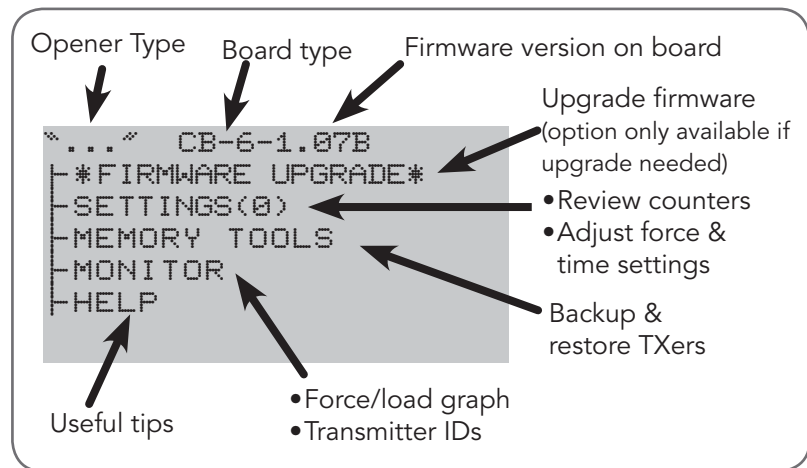 Opener Type
Board type
Firmware version on board
Upgrade firmware
(option only available if
upgrade needed)
"..." CB-6-1.07B
*FIRMWARE UPGRADE*
SETTINGS(0)
MEMORY TOOLS
MONITOR
HELP
•Review counters
•Adjust force &
time settings
Backup &
restore TXers
•Force/load graph
•Transmitter IDs
Useful tips